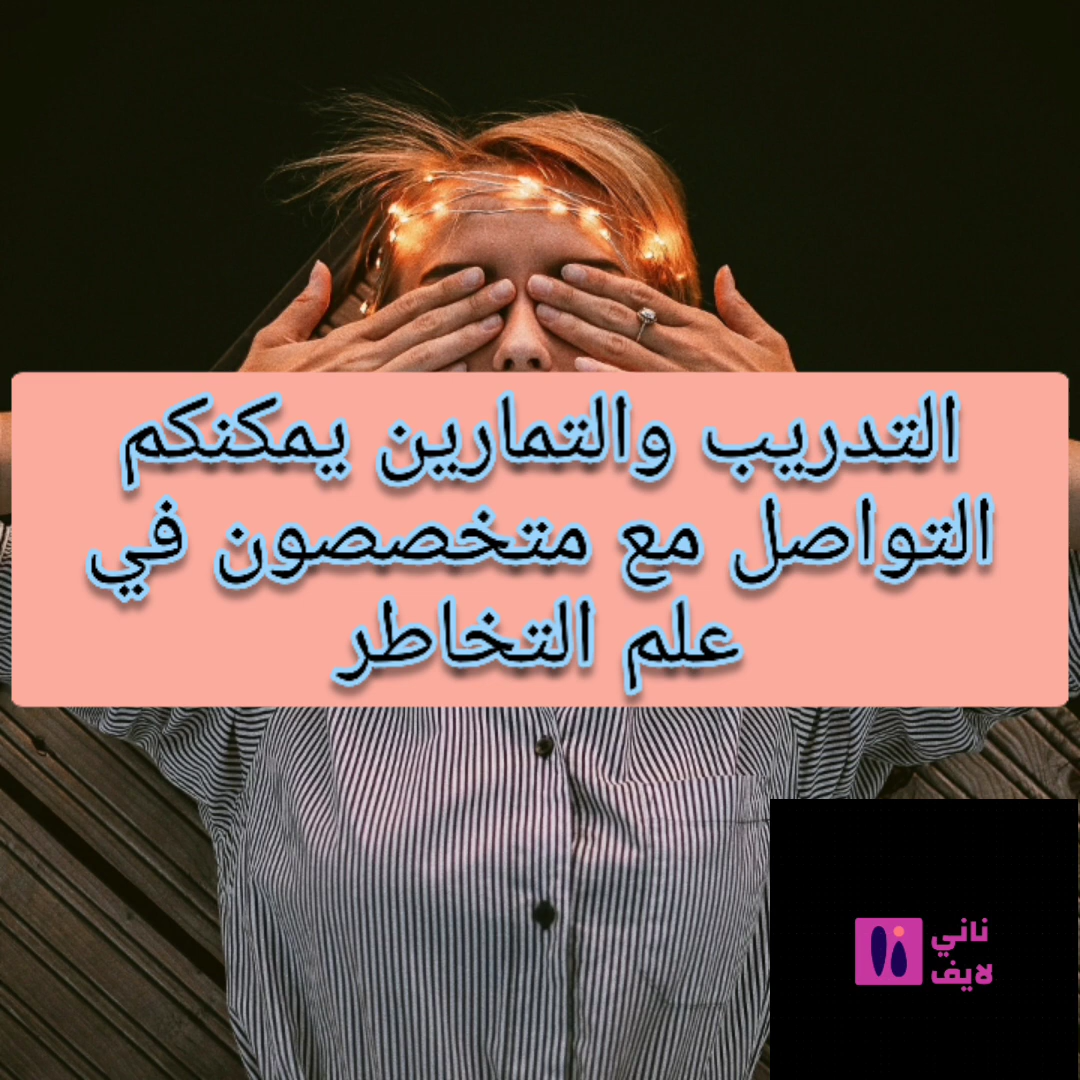 التدريب والتمارين يمكنكم
التواصل مع متخصصون في
علم التخاطر
ناني
لايف